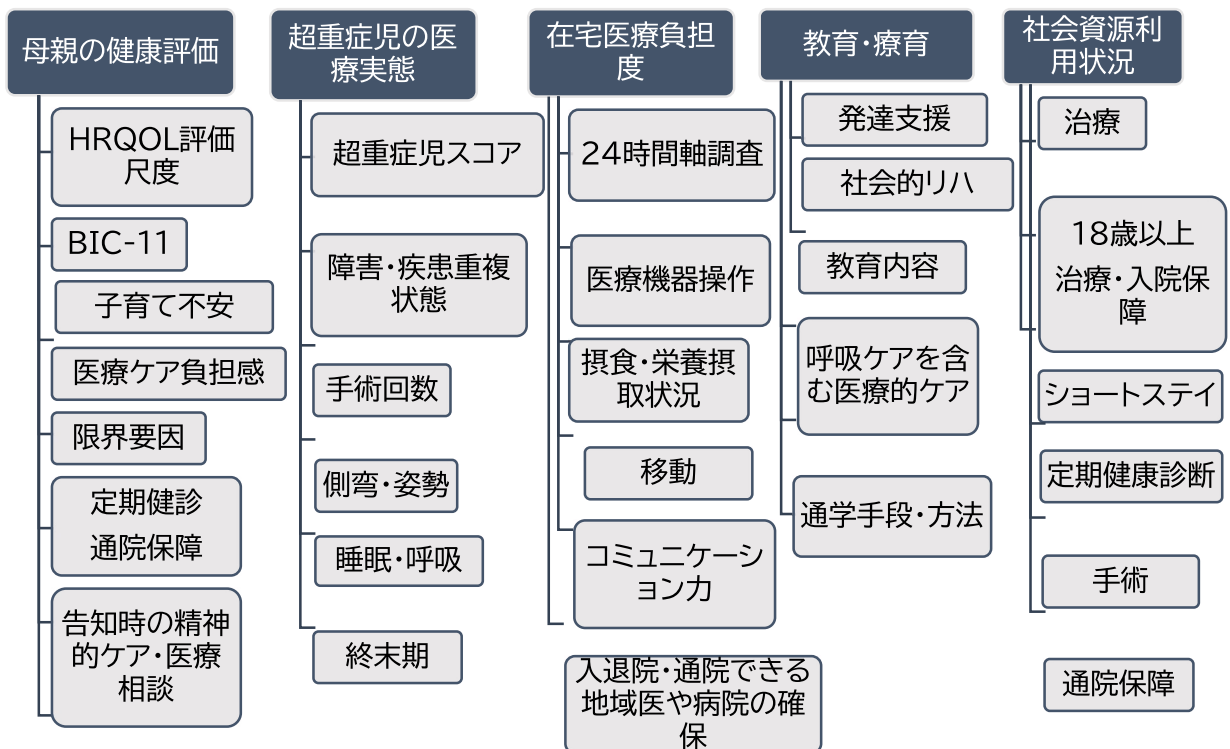 母親の健康評価
HRQOL評価
尺度
BIC-11
子育て不安
医療ケア負担感
限界要因
定期健診
通院保障
告知時の精神
的ケア・医療
相談
超重症児の医
療実態
超重症児スコア
障害・疾患重複
状態
手術回数
側弯・姿勢
睡眠・呼吸
終末期
在宅医療負担
度
24時間軸調査
医療機器操作
摂食・栄養摂
取状況
移動
コミュニケーシ
ョン力
入退院・通院できる
地域医や病院の確
保
教育・療育
発達支援
社会的リハ
教育内容
呼吸ケアを含
む医療的ケア
通学手段・方法
社会資源利
用状況
治療
18歳以上
治療・入院保
障
ショートステイ
定期健康診断
手術
通院保障